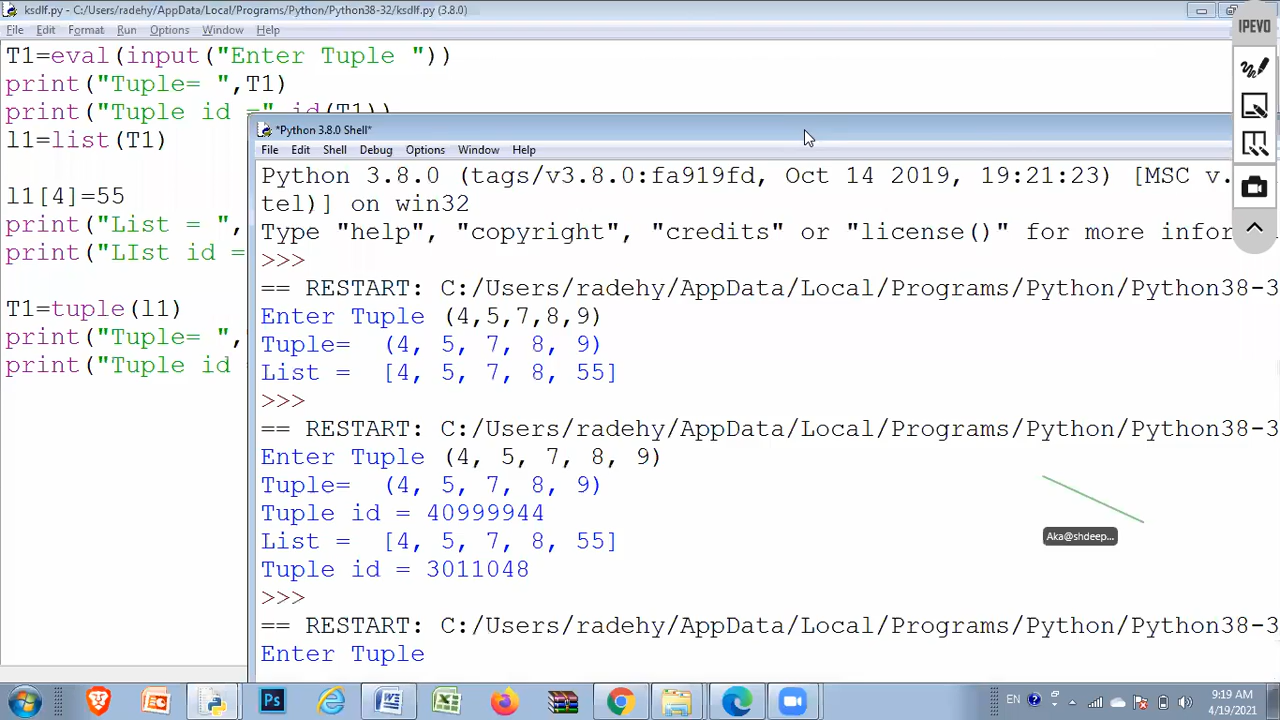 ksdlf.py - C:/Users/radehy/AppData/Local/Programs/Python/Python38-32/ksdlf.py (3.8.0)
File Edit Format Run Options Window Help
T1=eval(input("Enter Tuple "))
print("Tuple= ",T1)
print("Tuple id =",id(T1))
l1=list(T1)
l1[4]=55
print("List = ",
print("LIst id =
T1=tuple(l1)
print("Tuple= ",
print("Tuple id
*Python 3.8.0 Shell*
File Edit Shell Debug Options Window Help
Python 3.8.0 (tags/v3.8.0:fa919fd, Oct 14 2019, 19:21:23) [MSC v.
tel)] on win32
Type "help", "copyright", "credits" or "license()" for more infor
>>>
== RESTART: C:/Users/radehy/AppData/Local/Programs/Python/Python38-3
Enter Tuple (4,5,7,8,9)
Tuple=  (4, 5, 7, 8, 9)
List =  [4, 5, 7, 8, 55]
>>>
== RESTART: C:/Users/radehy/AppData/Local/Programs/Python/Python38-3
Enter Tuple (4, 5, 7, 8, 9)
Tuple=  (4, 5, 7, 8, 9)
Tuple id = 40999944
List =  [4, 5, 7, 8, 55]
Tuple id = 3011048
>>>
== RESTART: C:/Users/radehy/AppData/Local/Programs/Python/Python38-3
Enter Tuple
IPEVO
Aka@shdeep...
EN
9:19 AM
4/19/2021